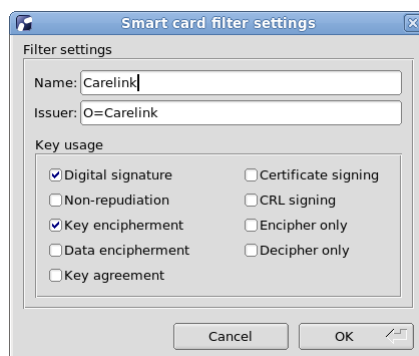 Smart card filter settings
Filter settings
Name: Carelink
Issuer: O=Carelink
Key usage
Digital signature
Certificate signing
Non-repudiation
CRL signing
Key encipherment
Encipher only
Data encipherment
Decipher only
Key agreement
Cancel
OK